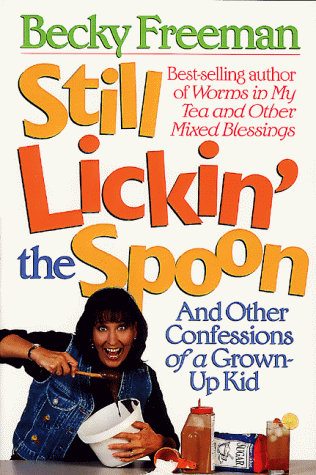 Becky Freeman
Still
Best-selling author
of Worms in My
Tea and Other
Mixed Blessings
Lickin'
the Spoon
And Other
Confessions
of a Grown-
Up Kid
SUGAR